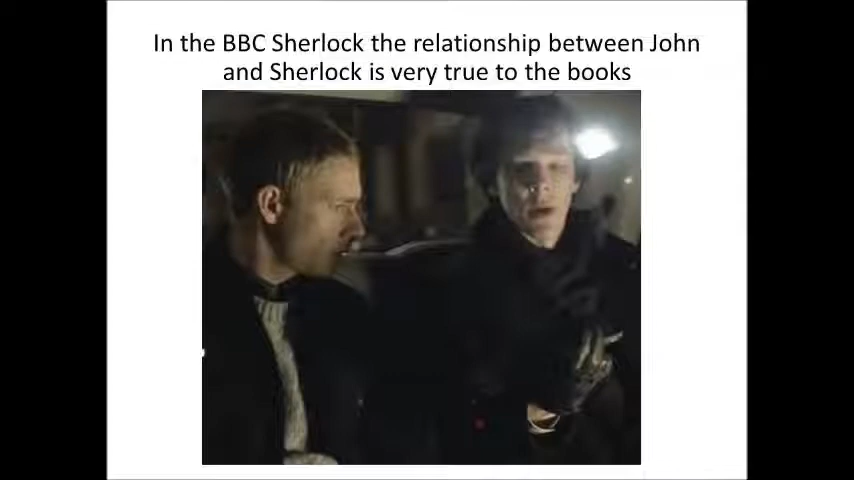 In the BBC Sherlock the relationship between John
and Sherlock is very true to the books